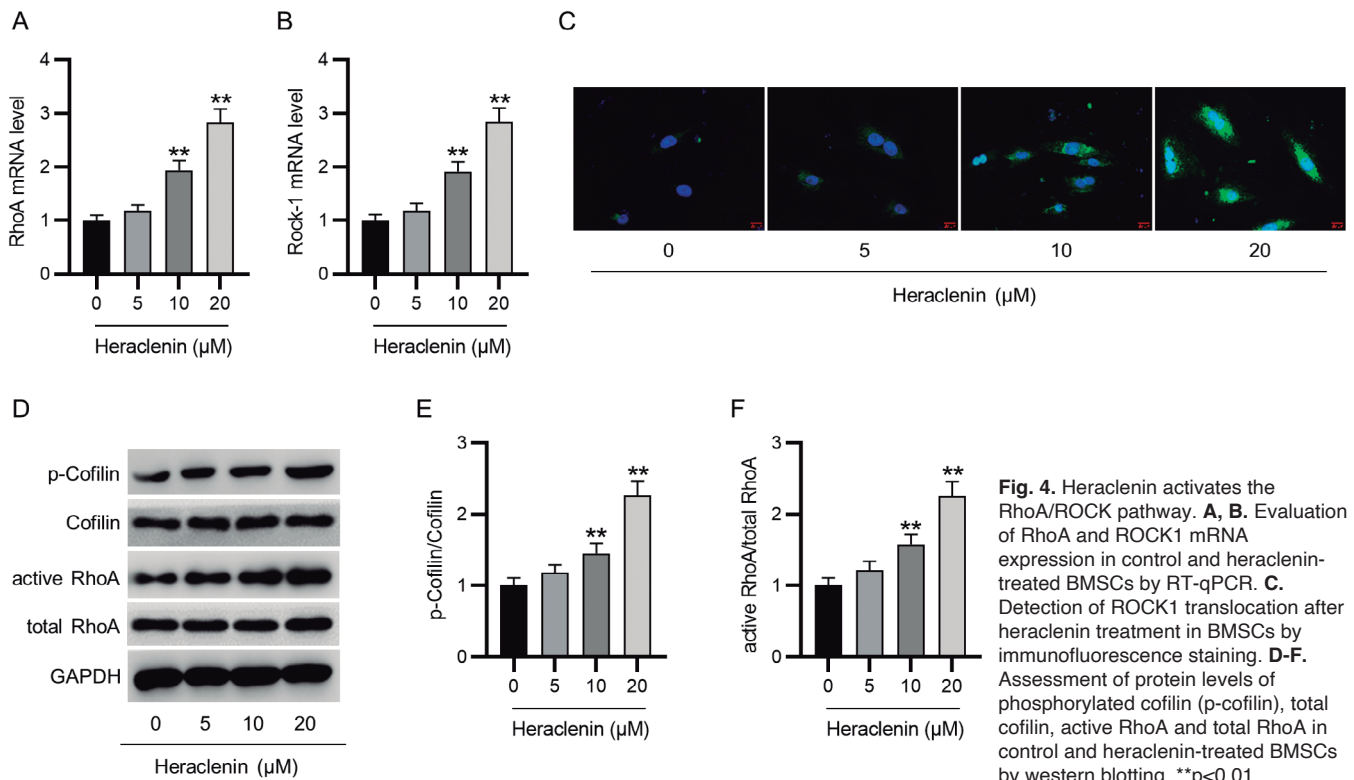 A
B
C
RhoA mRNA level
4
3
2
1
0
**
**
0
5
10
20
Heraclenin (µM)
Rock-1 mRNA level
4
3
2
1
0
**
**
0
5
10
20
Heraclenin (µM)
0
5
10
20
Heraclenin (µM)
D
E
F
p-Cofilin
Cofilin
active RhoA
total RhoA
GAPDH
0
5
10
20
Heraclenin (µM)
p-Cofilin/Cofilin
3
2
1
0
**
**
0
5
10
20
Heraclenin (µM)
active RhoA/total RhoA
3
2
1
0
**
**
0
5
10
20
Heraclenin (µM)
Fig. 4. Heraclenin activates the
RhoA/ROCK pathway. A, B. Evaluation
of RhoA and ROCK1 mRNA
expression in control and heraclenin-
treated BMSCs by RT-qPCR. C.
Detection of ROCK1 translocation after
heraclenin treatment in BMSCs by
immunofluorescence staining. D-F.
Assessment of protein levels of
phosphorylated cofilin (p-cofilin), total
cofilin, active RhoA and total RhoA in
control and heraclenin-treated BMSCs
by western blotting. **p<0.01